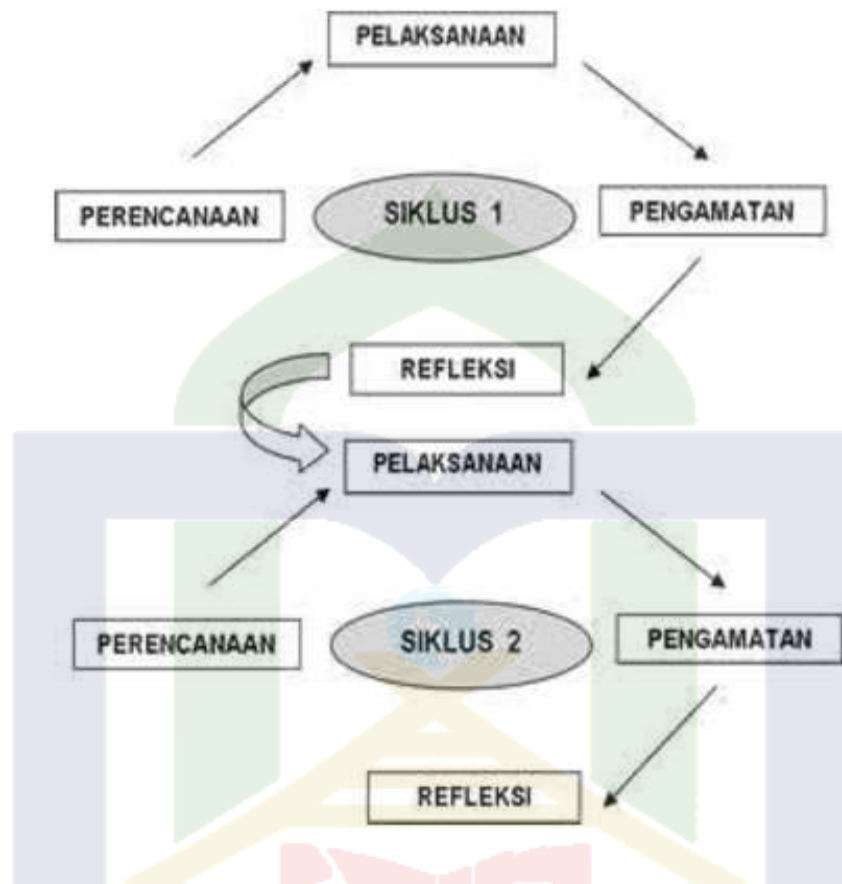 PELAKSANAAN
PERENCANAAN
SIKLUS 1
PENGAMATAN
REFLEKSI
PELAKSANAAN
PERENCANAAN
SIKLUS 2
PENGAMATAN
REFLEKSI